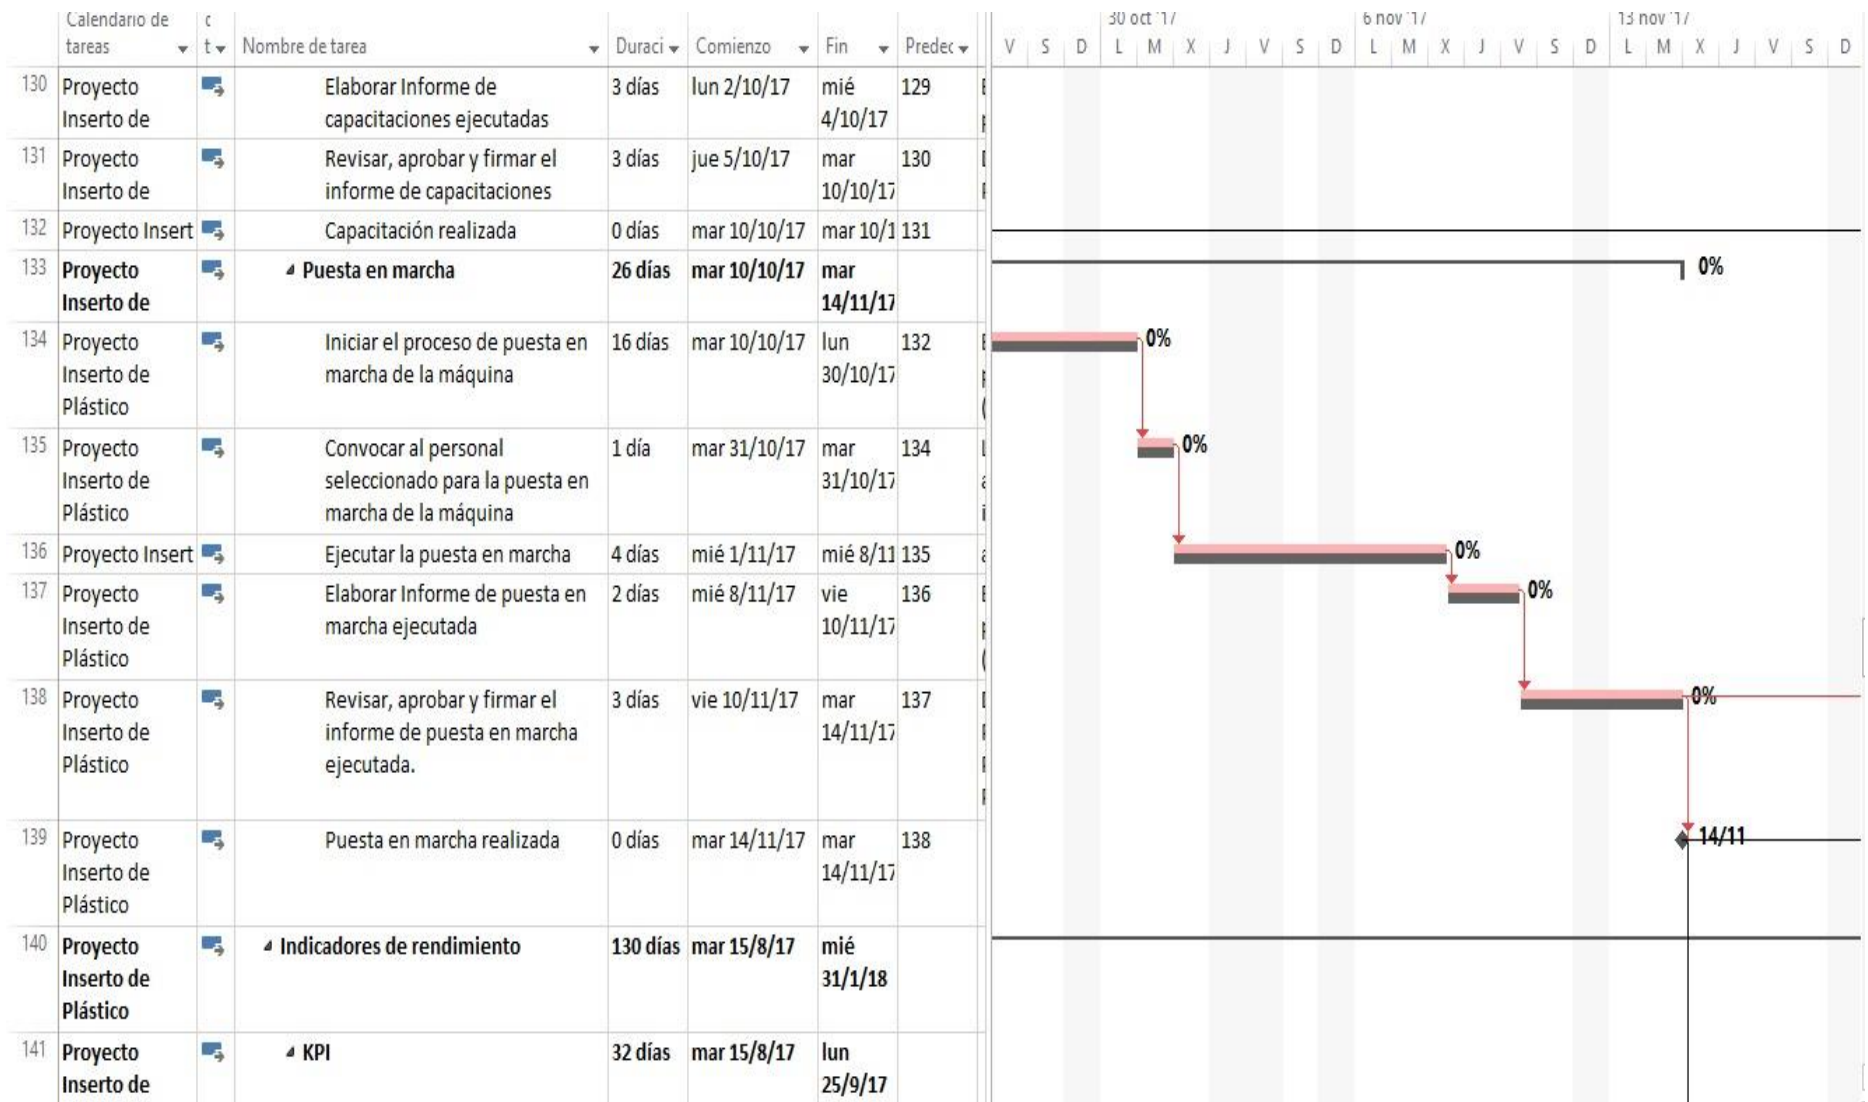 Calendario de
tareas
c
t
Nombre de tarea
Duraci
Comienzo
Fin
Predec
30 oct '17
6 nov '17
13 nov '17
V S D L M X J V S D L M X J V S D L M X J V S D
130 Proyecto Inserto de
Elaborar Informe de
capacitaciones ejecutadas
3 días
lun 2/10/17
mié
4/10/17
129
131 Proyecto Inserto de
Revisar, aprobar y firmar el
informe de capacitaciones
3 días
jue 5/10/17
mar
10/10/17
130
132 Proyecto Insert
Capacitación realizada
0 días
mar 10/10/17
mar 10/1
131
133 Proyecto Inserto de
Puesta en marcha
26 días
mar 10/10/17
mar
14/11/17
0%
134 Proyecto
Inserto de
Plástico
Iniciar el proceso de puesta en
marcha de la máquina
16 días
mar 10/10/17
lun
30/10/17
132
0%
135 Proyecto
Inserto de
Plástico
Convocar al personal
seleccionado para la puesta en
marcha de la máquina
1 día
mar 31/10/17
mar
31/10/17
134
0%
136 Proyecto Insert
Ejecutar la puesta en marcha
4 días
mié 1/11/17
mié 8/11
135
0%
137 Proyecto
Inserto de
Plástico
Elaborar Informe de puesta en
marcha ejecutada
2 días
mié 8/11/17
vie
10/11/17
136
0%
138 Proyecto
Inserto de
Plástico
Revisar, aprobar y firmar el
informe de puesta en marcha
ejecutada.
3 días
vie 10/11/17
mar
14/11/17
137
0%
139 Proyecto
Inserto de
Plástico
Puesta en marcha realizada
0 días
mar 14/11/17
mar
14/11/17
138
14/11
140 Proyecto
Inserto de
Plástico
Indicadores de rendimiento
130 días
mar 15/8/17
mié
31/1/18
141 Proyecto
Inserto de
KPI
32 días
mar 15/8/17
lun
25/9/17